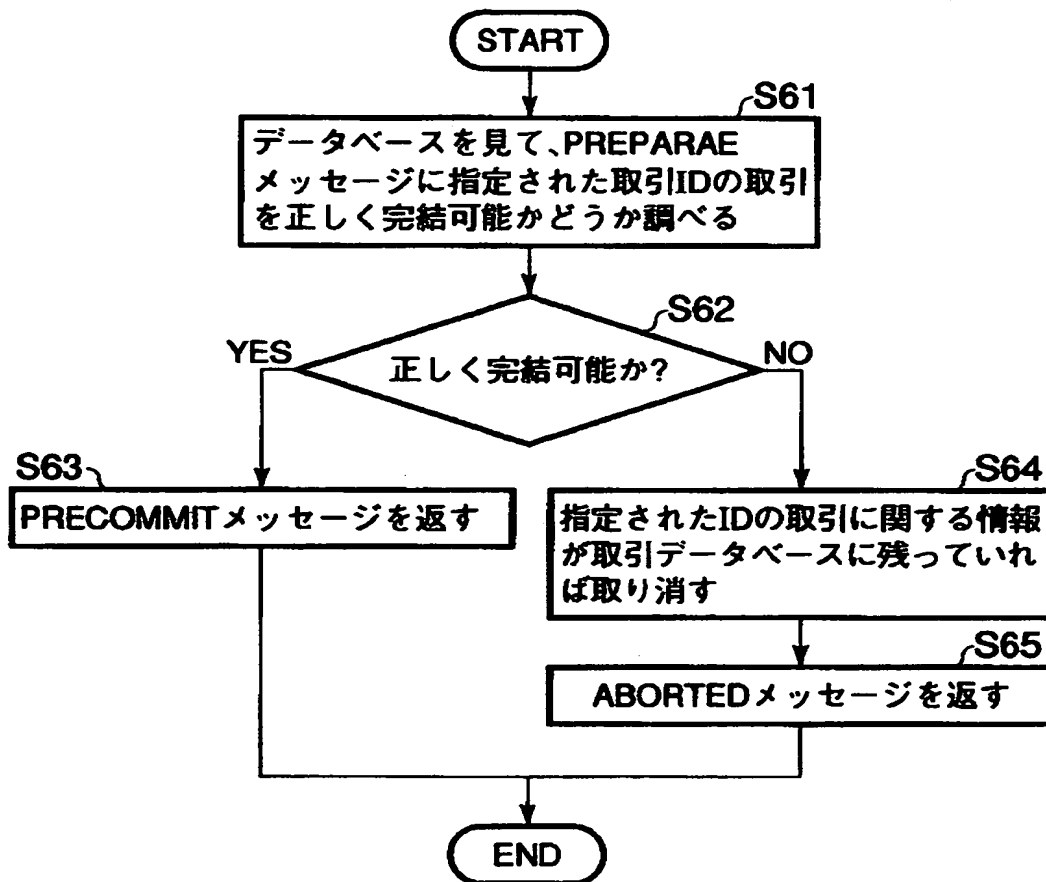 START
S61
データベースを見て、PREPARAE
メッセージに指定された取引IDの取引
を正しく完結可能かどうか調べる
S62
YES
NO
正しく完結可能か?
S63
PRECOMMITメッセージを返す
S64
指定されたIDの取引に関する情報
が取引データベースに残っていれ
ば取り消す
S65
ABORTEDメッセージを返す
END